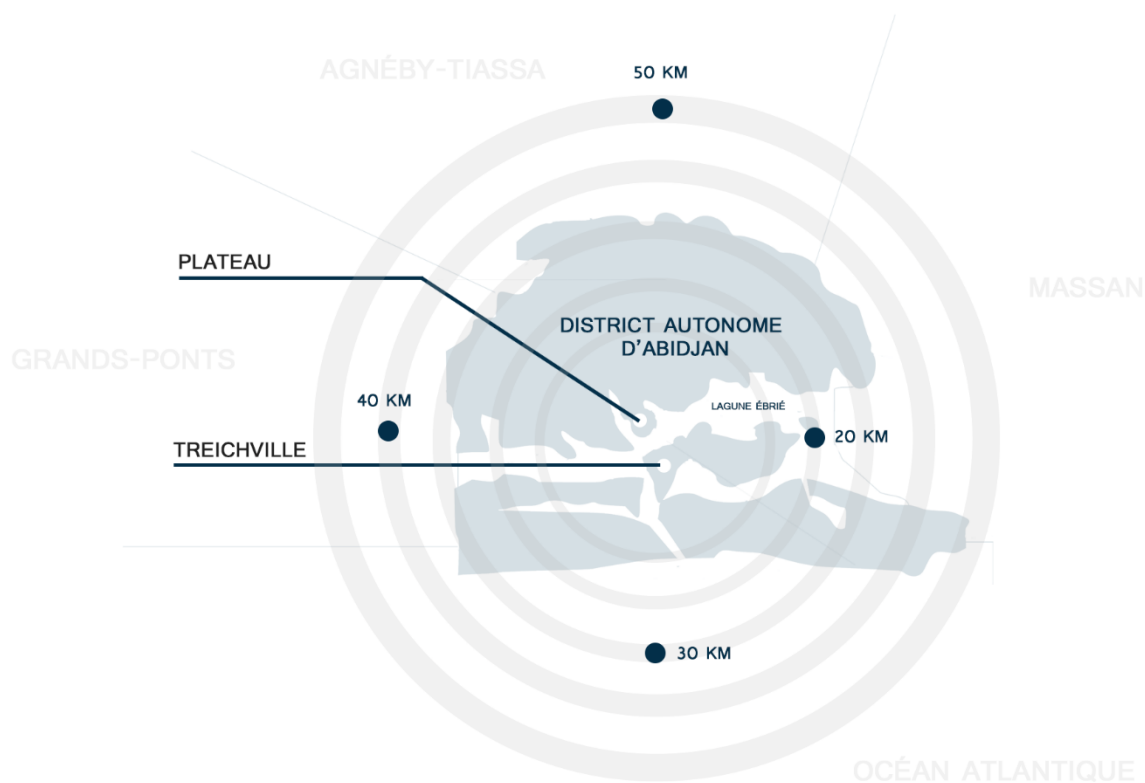 AGNÉBY-TIASSA
50 KM
PLATEAU
MASSAN
DISTRICT AUTONOME
D'ABIDJAN
GRANDS-PONTS
40 KM
LAGUNE ÉBRIÉ
20 KM
TREICHVILLE
30 KM
OCÉAN ATLANTIQUE